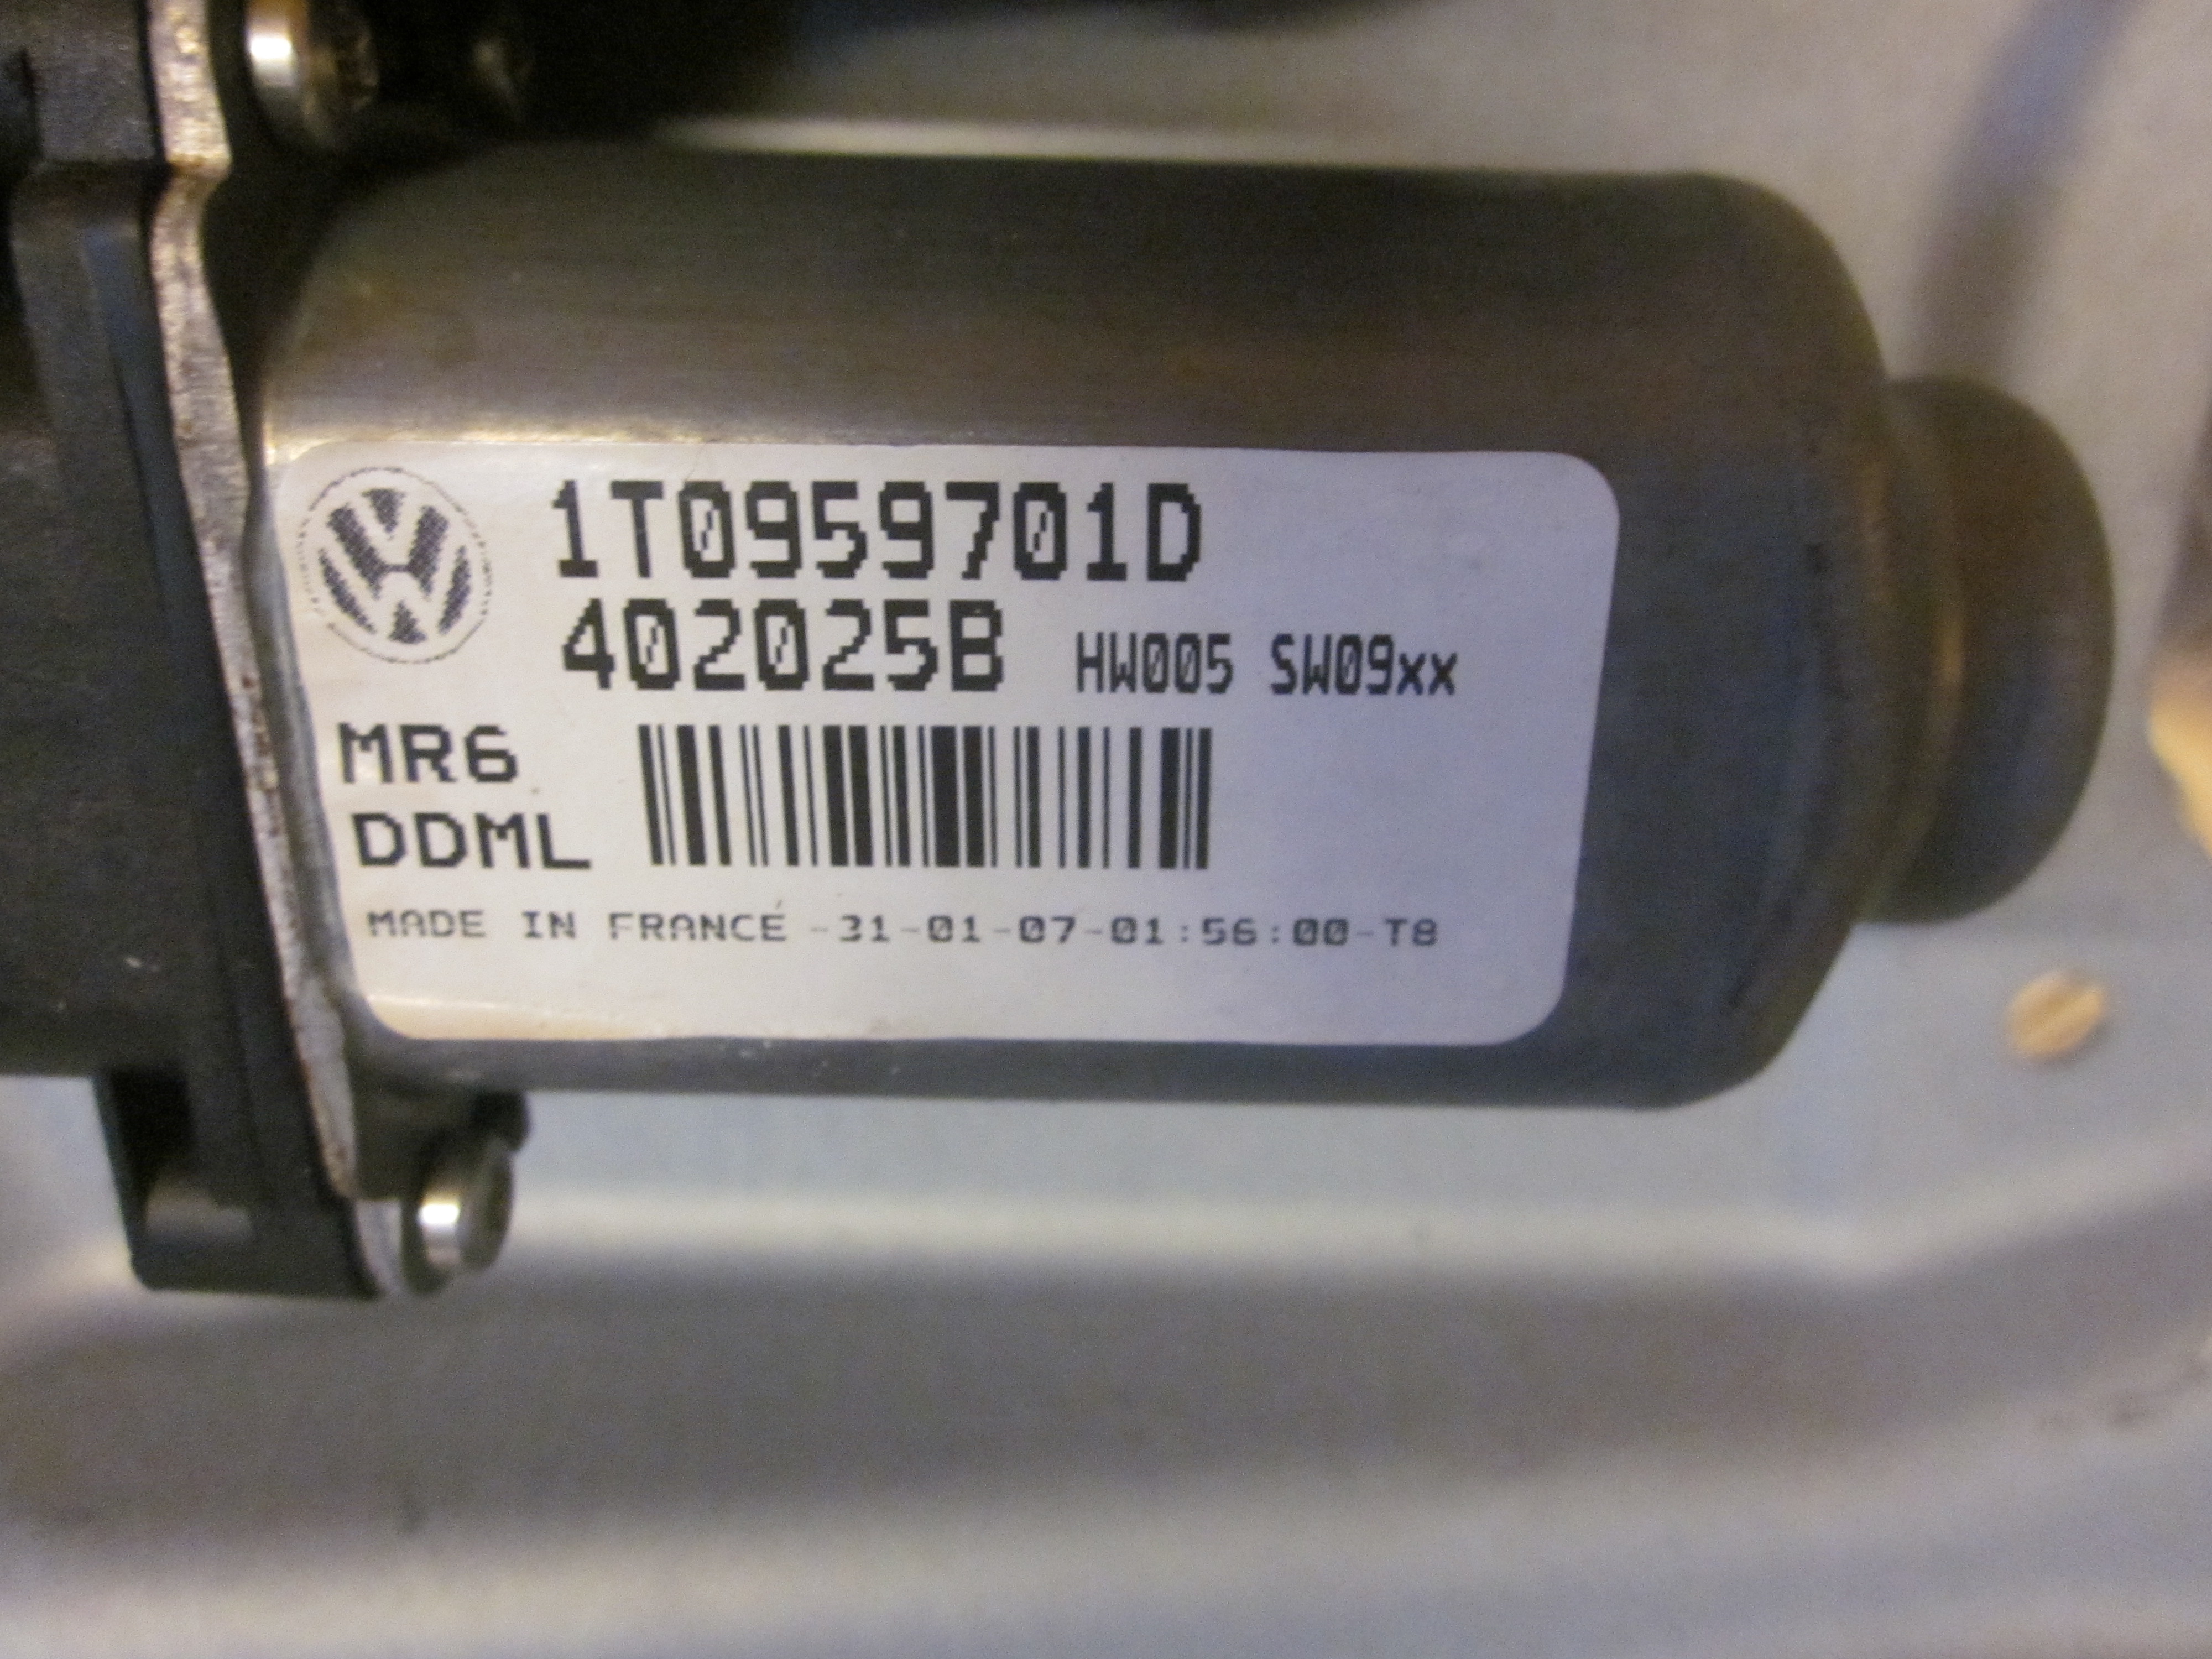 1T0959701D
402025B HW005 SW09xx
MR6
DDML
MADE IN FRANCE -31-01-07-01:56:00-T8